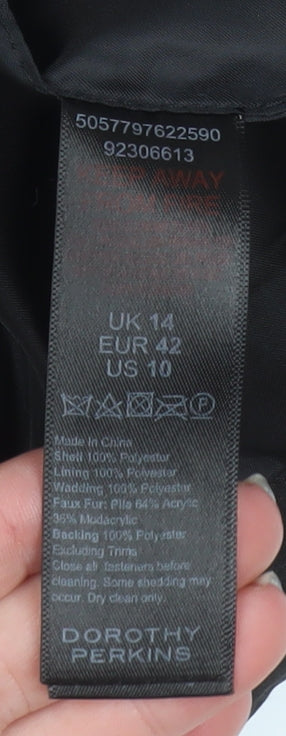 5057797622590
92306613
KEEP AWAY
FROM FIRE
UK 14
EUR 42
US 10
Made in China
Shell 100% Polyester
Lining 100% Polyester
Wadding 100% Polyester
Faux Fur: Pile 64% Acrylic
36% Modacrylic
Backing 100% Polyester
Excluding Trims
Close all fasteners before
cleaning. Some shedding may
occur. Dry clean only.
DOROTHY
PERKINS